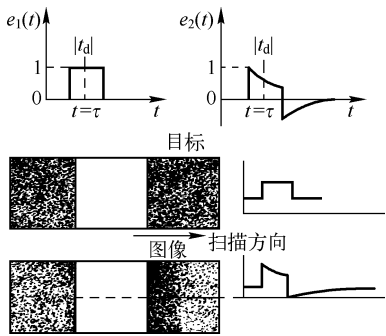 e₁(t) e₂(t)
|t_d| |t_d|
1 1
0 0
t=τ t t=τ t
目标
图像 扫描方向